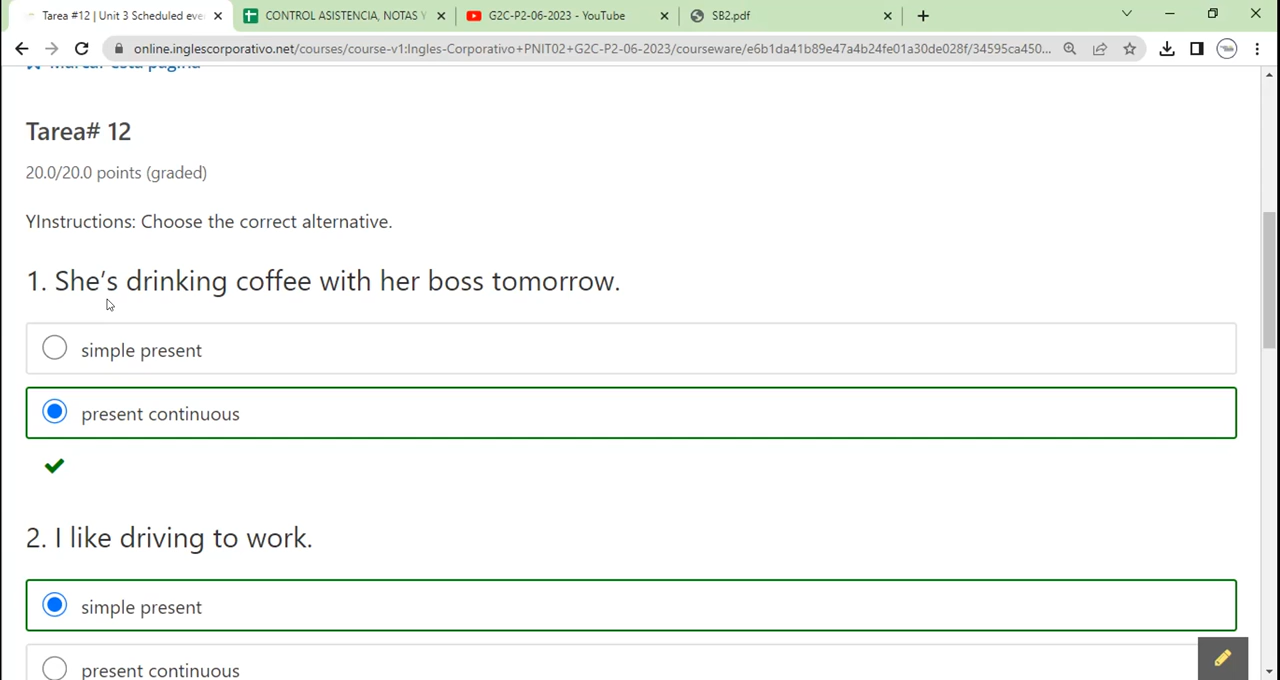 Tarea #12 | Unit 3 Scheduled eve
CONTROL ASISTENCIA, NOTAS Y
G2C-P2-06-2023 - YouTube
SB2.pdf
online.inglescorporativo.net/courses/course-v1:Ingles-Corporativo+PNIT02+G2C-P2-06-2023/courseware/e6b1da41b89e47a4b24fe01a30de028f/34595ca450...
Marcar esta página
Tarea# 12
20.0/20.0 points (graded)
YInstructions: Choose the correct alternative.
1. She’s drinking coffee with her boss tomorrow.
simple present
present continuous
2. I like driving to work.
simple present
present continuous